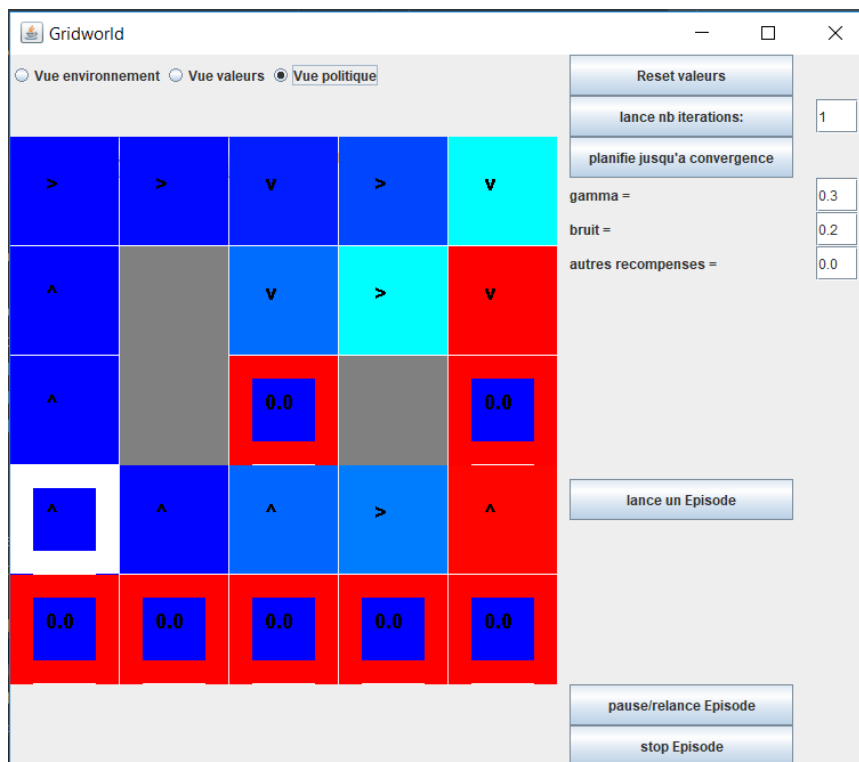 Gridworld
Vue environnement Vue valeurs Vue politique
Reset valeurs
lance nb iterations: 1
planifie jusqu'a convergence
gamma = 0.3
bruit = 0.2
autres recompenses = 0.0
> > v > v
^ v > v
^ 0.0 0.0
^ ^ ^ > ^
lance un Episode
0.0 0.0 0.0 0.0 0.0
pause/relance Episode
stop Episode